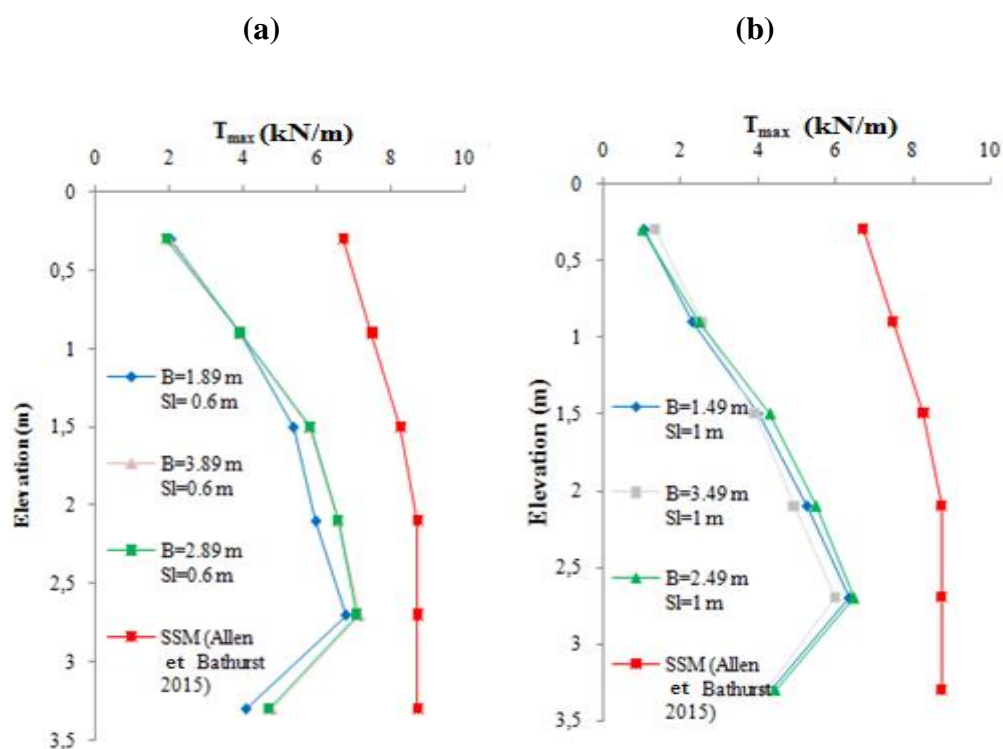 (a)
T_max (kN/m)
0 2 4 6 8 10
0
0,5
1
1,5
2
2,5
3
3,5
Elevation (m)
B=1.89 m
Sl= 0.6 m
B=3.89 m
Sl=0.6 m
B=2.89 m
Sl=0.6 m
SSM (Allen
et Bathurst
2015)
(b)
T_max (kN/m)
0 2 4 6 8 10
0
0,5
1
1,5
2
2,5
3
3,5
Elevation (m)
B=1.49 m
Sl=1 m
B=3.49 m
Sl=1 m
B=2.49 m
Sl=1 m
SSM (Allen
et Bathurst
2015)